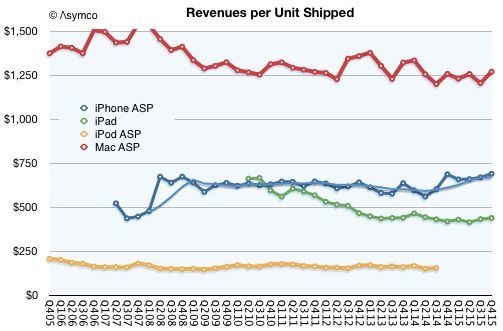 © Λsymco
Revenues per Unit Shipped
$1,500
$1,250
$1,000
$750
$500
$250
$0
iPhone ASP
iPad
iPod ASP
Mac ASP
Q405
Q106
Q206
Q306
Q406
Q107
Q207
Q307
Q407
Q108
Q208
Q308
Q408
Q109
Q209
Q309
Q409
Q110
Q210
Q310
Q410
Q111
Q211
Q311
Q411
Q112
Q212
Q312
Q412
Q113
Q213
Q313
Q413
Q114
Q214
Q314
Q414
Q115
Q215
Q315
Q415